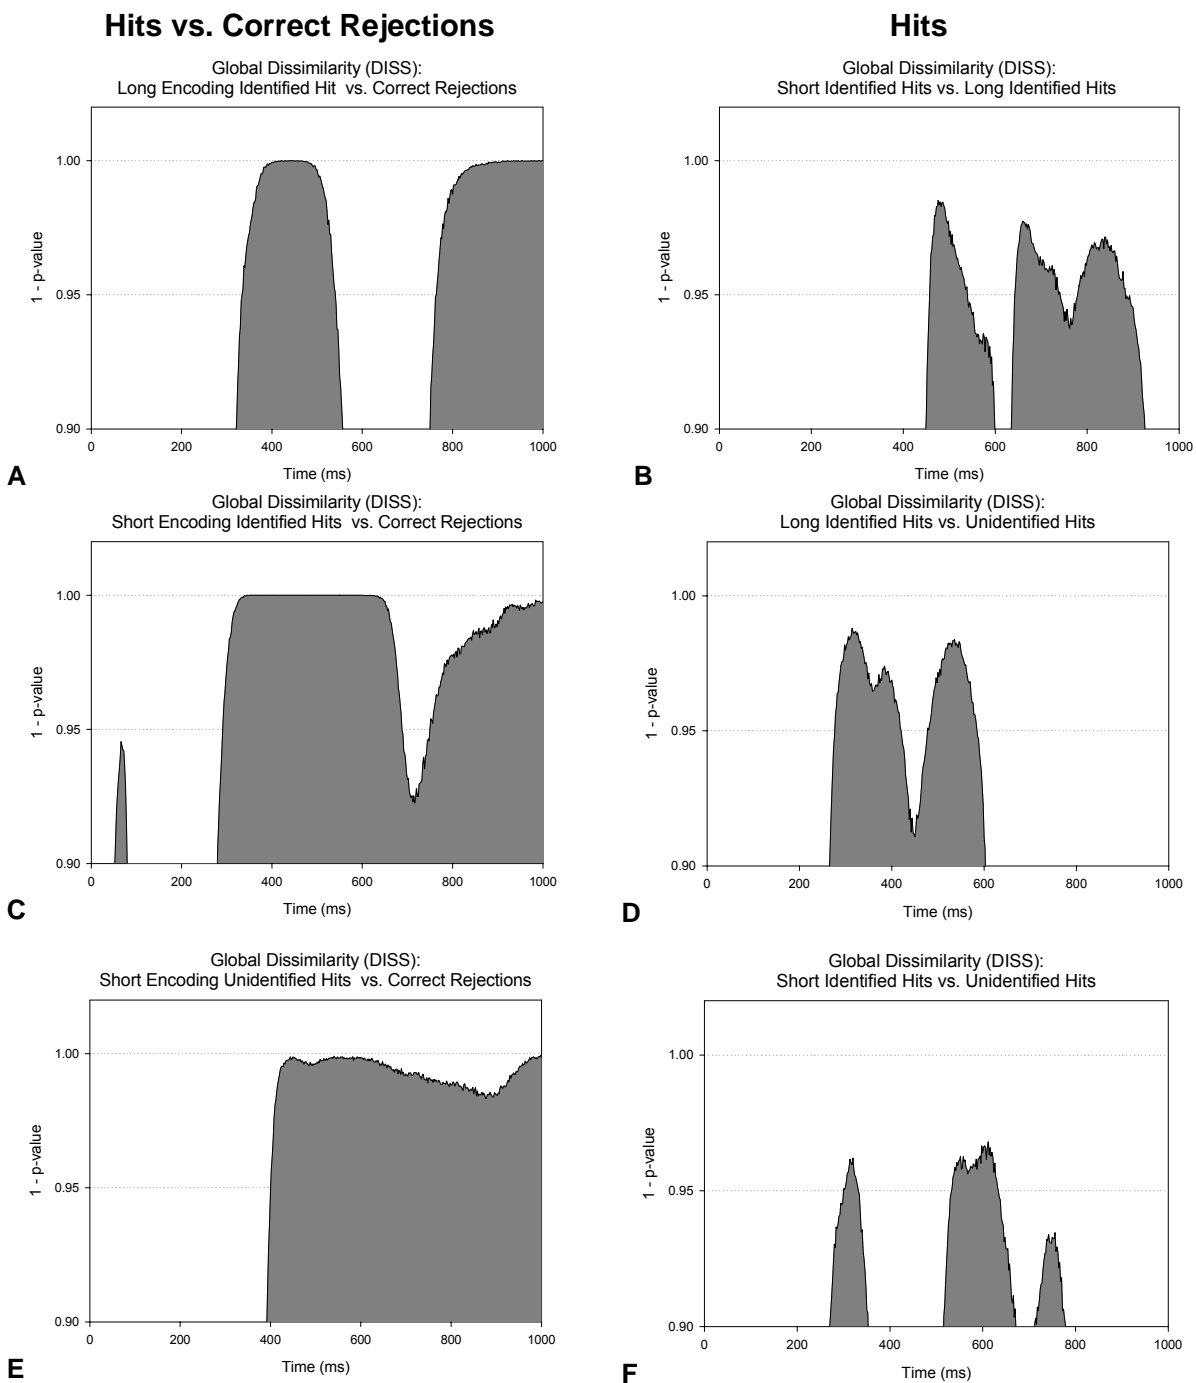 Hits vs. Correct Rejections
Hits
Global Dissimilarity (DISS):
Long Encoding Identified Hit vs. Correct Rejections
1.00
0.95
0.90
1 - p-value
0 200 400 600 800 1000
Time (ms)
A
Global Dissimilarity (DISS):
Short Identified Hits vs. Long Identified Hits
1.00
0.95
0.90
1 - p-value
0 200 400 600 800 1000
Time (ms)
B
Global Dissimilarity (DISS):
Short Encoding Identified Hits vs. Correct Rejections
1.00
0.95
0.90
1 - p-value
0 200 400 600 800 1000
Time (ms)
C
Global Dissimilarity (DISS):
Long Identified Hits vs. Unidentified Hits
1.00
0.95
0.90
1 - p-value
0 200 400 600 800 1000
Time (ms)
D
Global Dissimilarity (DISS):
Short Encoding Unidentified Hits vs. Correct Rejections
1.00
0.95
0.90
1 - p-value
0 200 400 600 800 1000
Time (ms)
E
Global Dissimilarity (DISS):
Short Identified Hits vs. Unidentified Hits
1.00
0.95
0.90
1 - p-value
0 200 400 600 800 1000
Time (ms)
F